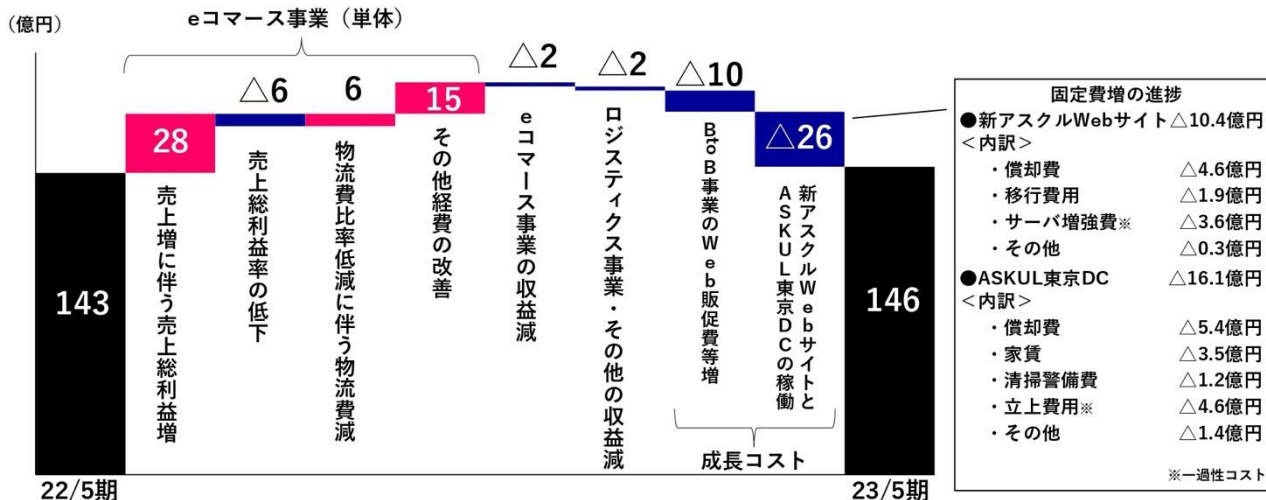 （億円）
eコマース事業（単体）
143
28
△6
6
15
△2
△2
△10
△26
146
売上増に伴う売上総利益増
売上総利益率の低下
物流費比率低減に伴う物流費減
その他経費の改善
eコマース事業の収益減
ロジスティクス事業・その他の収益減
BtoB事業のWeb販促費等増
新アスクルWebサイトと
ASKUL東京DCの稼働
成長コスト
22/5期
23/5期
固定費増の進捗
●新アスクルWebサイト△10.4億円
＜内訳＞
・償却費 △4.6億円
・移行費用 △1.9億円
・サーバ増強費※ △3.6億円
・その他 △0.3億円
●ASKUL東京DC △16.1億円
＜内訳＞
・償却費 △5.4億円
・家賃 △3.5億円
・清掃警備費 △1.2億円
・立上費用※ △4.6億円
・その他 △1.4億円
※一過性コスト